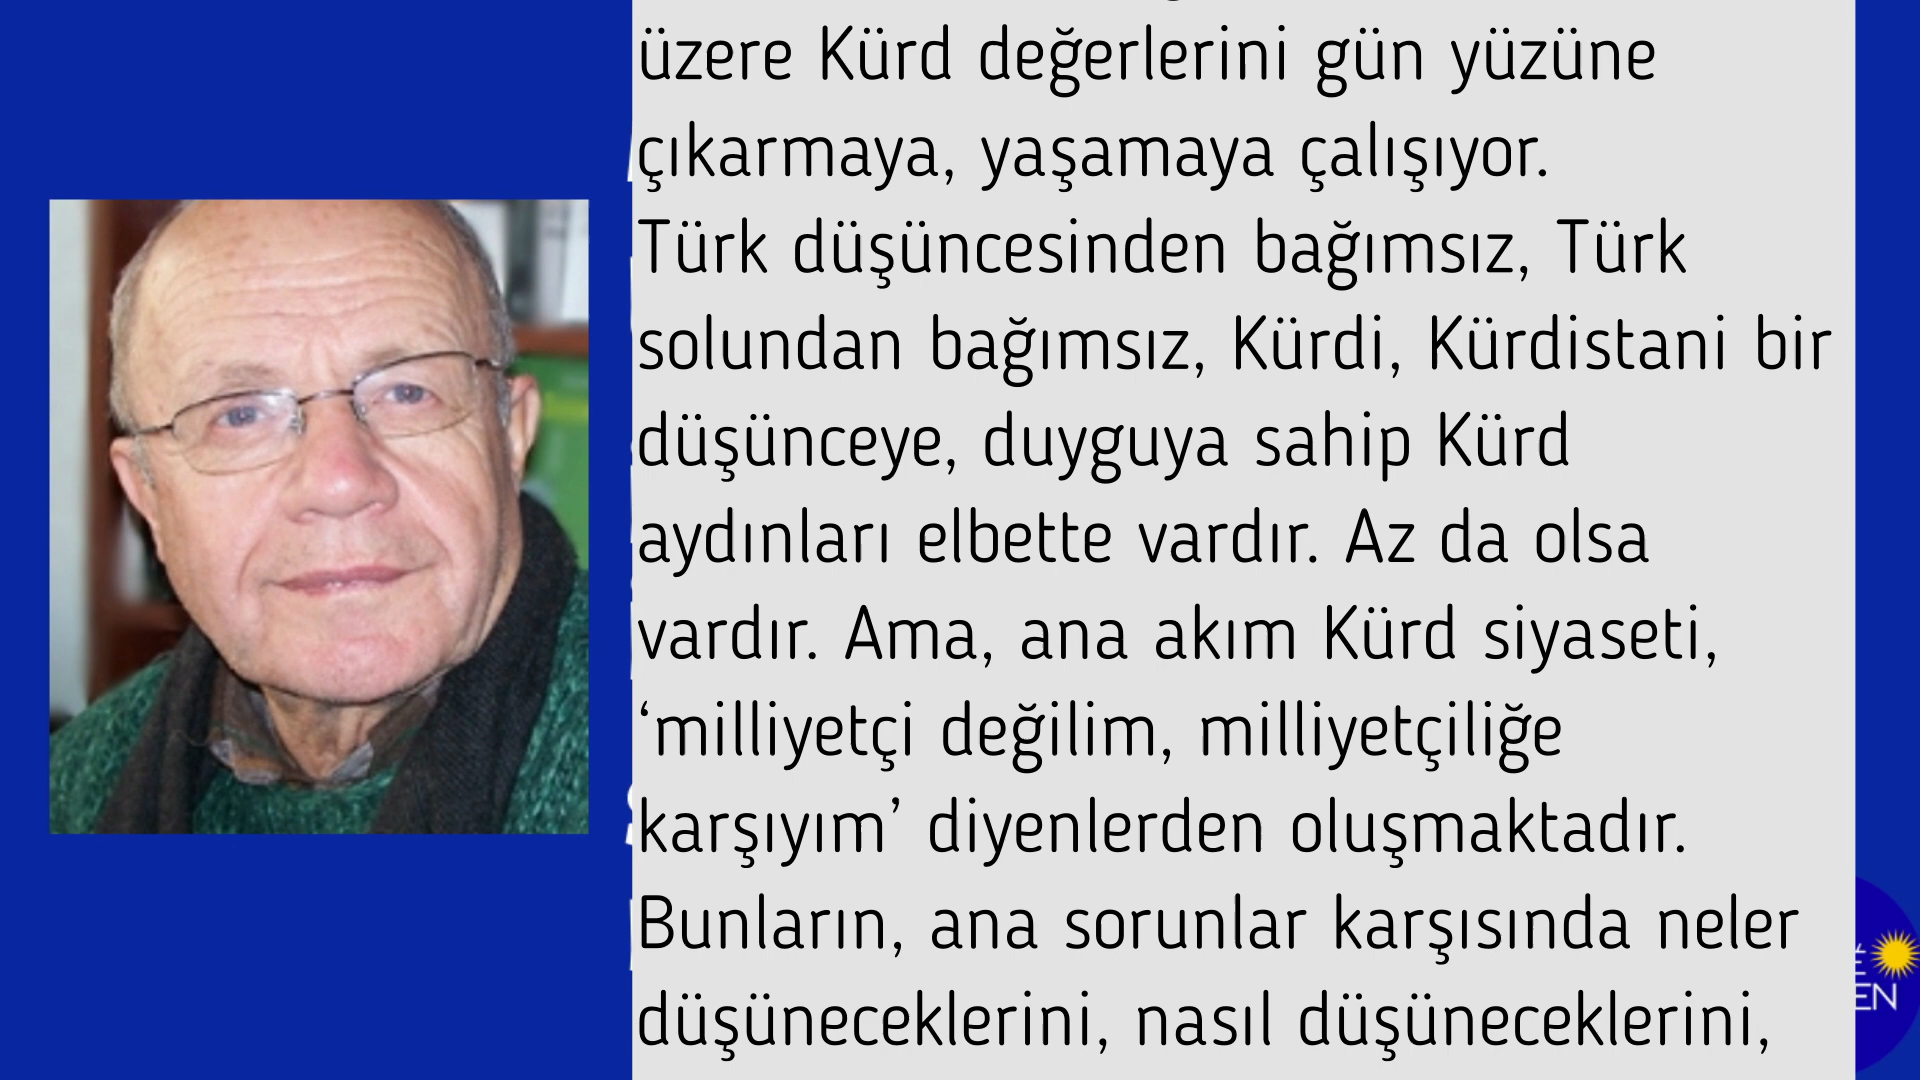 üzere Kürd değerlerini gün yüzüne
çıkarmaya, yaşamaya çalışıyor.
Türk düşüncesinden bağımsız, Türk
solundan bağımsız, Kürdi, Kürdistani bir
düşünceye, duyguya sahip Kürd
aydınları elbette vardır. Az da olsa
vardır. Ama, ana akım Kürd siyaseti,
‘milliyetçi değilim, milliyetçiliğe
karşıyım’ diyenlerden oluşmaktadır.
Bunların, ana sorunlar karşısında neler
düşüneceklerini, nasıl düşüneceklerini,